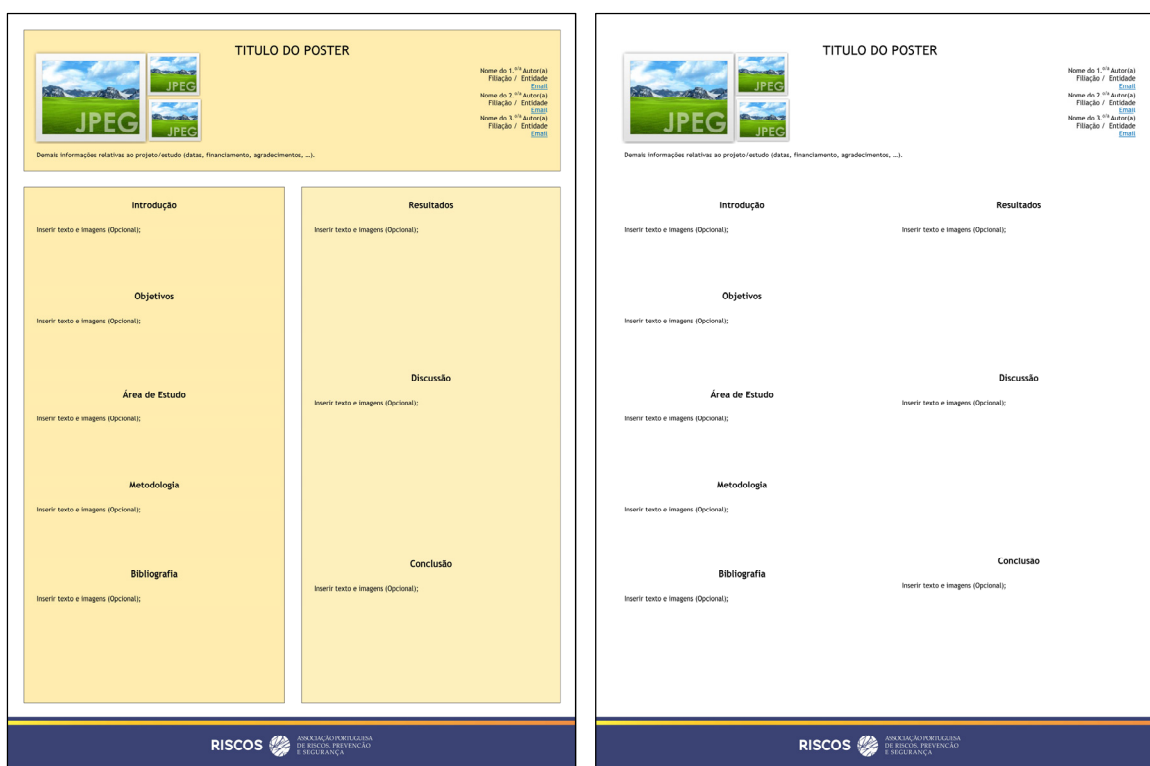 TITULO DO POSTER
JPEG
JPEG
JPEG
Nome do 1.º/ª Autor(a)
Filiação / Entidade
Email
Nome do 2.º/ª Autor(a)
Filiação / Entidade
Email
Nome do 3.º/ª Autor(a)
Filiação / Entidade
Email
Demais informações relativas ao projeto/estudo (datas, financiamento, agradecimentos, ...).
Introdução
Inserir texto e imagens (Opcional);
Objetivos
Inserir texto e imagens (Opcional);
Área de Estudo
Inserir texto e imagens (Opcional);
Metodologia
Inserir texto e imagens (Opcional);
Bibliografia
Inserir texto e imagens (Opcional);
Resultados
Inserir texto e imagens (Opcional);
Discussão
Inserir texto e imagens (Opcional);
Conclusão
Inserir texto e imagens (Opcional);
RISCOS
ASSOCIAÇÃO PORTUGUESA
DE RISCOS, PREVENÇÃO
E SEGURANÇA
TITULO DO POSTER
JPEG
JPEG
JPEG
Nome do 1.º/ª Autor(a)
Filiação / Entidade
Email
Nome do 2.º/ª Autor(a)
Filiação / Entidade
Email
Nome do 3.º/ª Autor(a)
Filiação / Entidade
Email
Demais informações relativas ao projeto/estudo (datas, financiamento, agradecimentos, ...).
Introdução
Inserir texto e imagens (Opcional);
Objetivos
Inserir texto e imagens (Opcional);
Área de Estudo
Inserir texto e imagens (Opcional);
Metodologia
Inserir texto e imagens (Opcional);
Bibliografia
Inserir texto e imagens (Opcional);
Resultados
Inserir texto e imagens (Opcional);
Discussão
Inserir texto e imagens (Opcional);
Conclusão
Inserir texto e imagens (Opcional);
RISCOS
ASSOCIAÇÃO PORTUGUESA
DE RISCOS, PREVENÇÃO
E SEGURANÇA